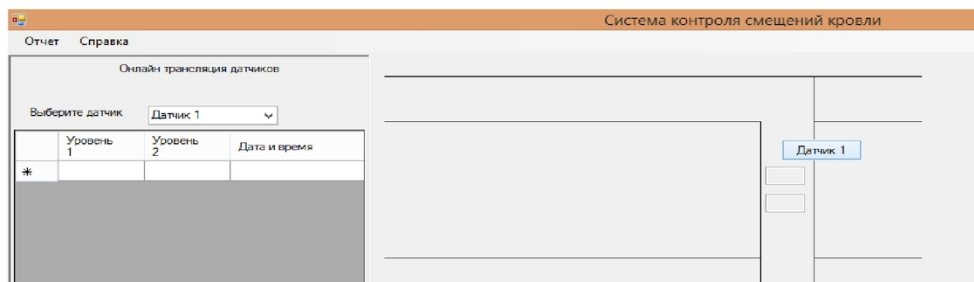 Система контроля смещений кровли
Отчет Справка
Онлайн трансляция датчиков
Выберите датчик Датчик 1
Уровень 1 Уровень 2 Дата и время
Датчик 1